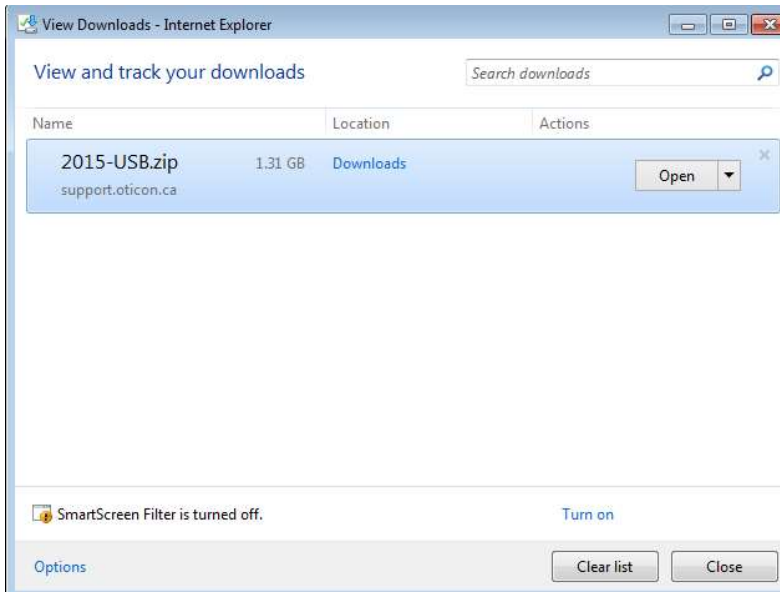 View Downloads - Internet Explorer
View and track your downloads
Search downloads
Name Location Actions
2015-USB.zip 1.31 GB Downloads Open
support.oticon.ca
SmartScreen Filter is turned off. Turn on
Options Clear list Close